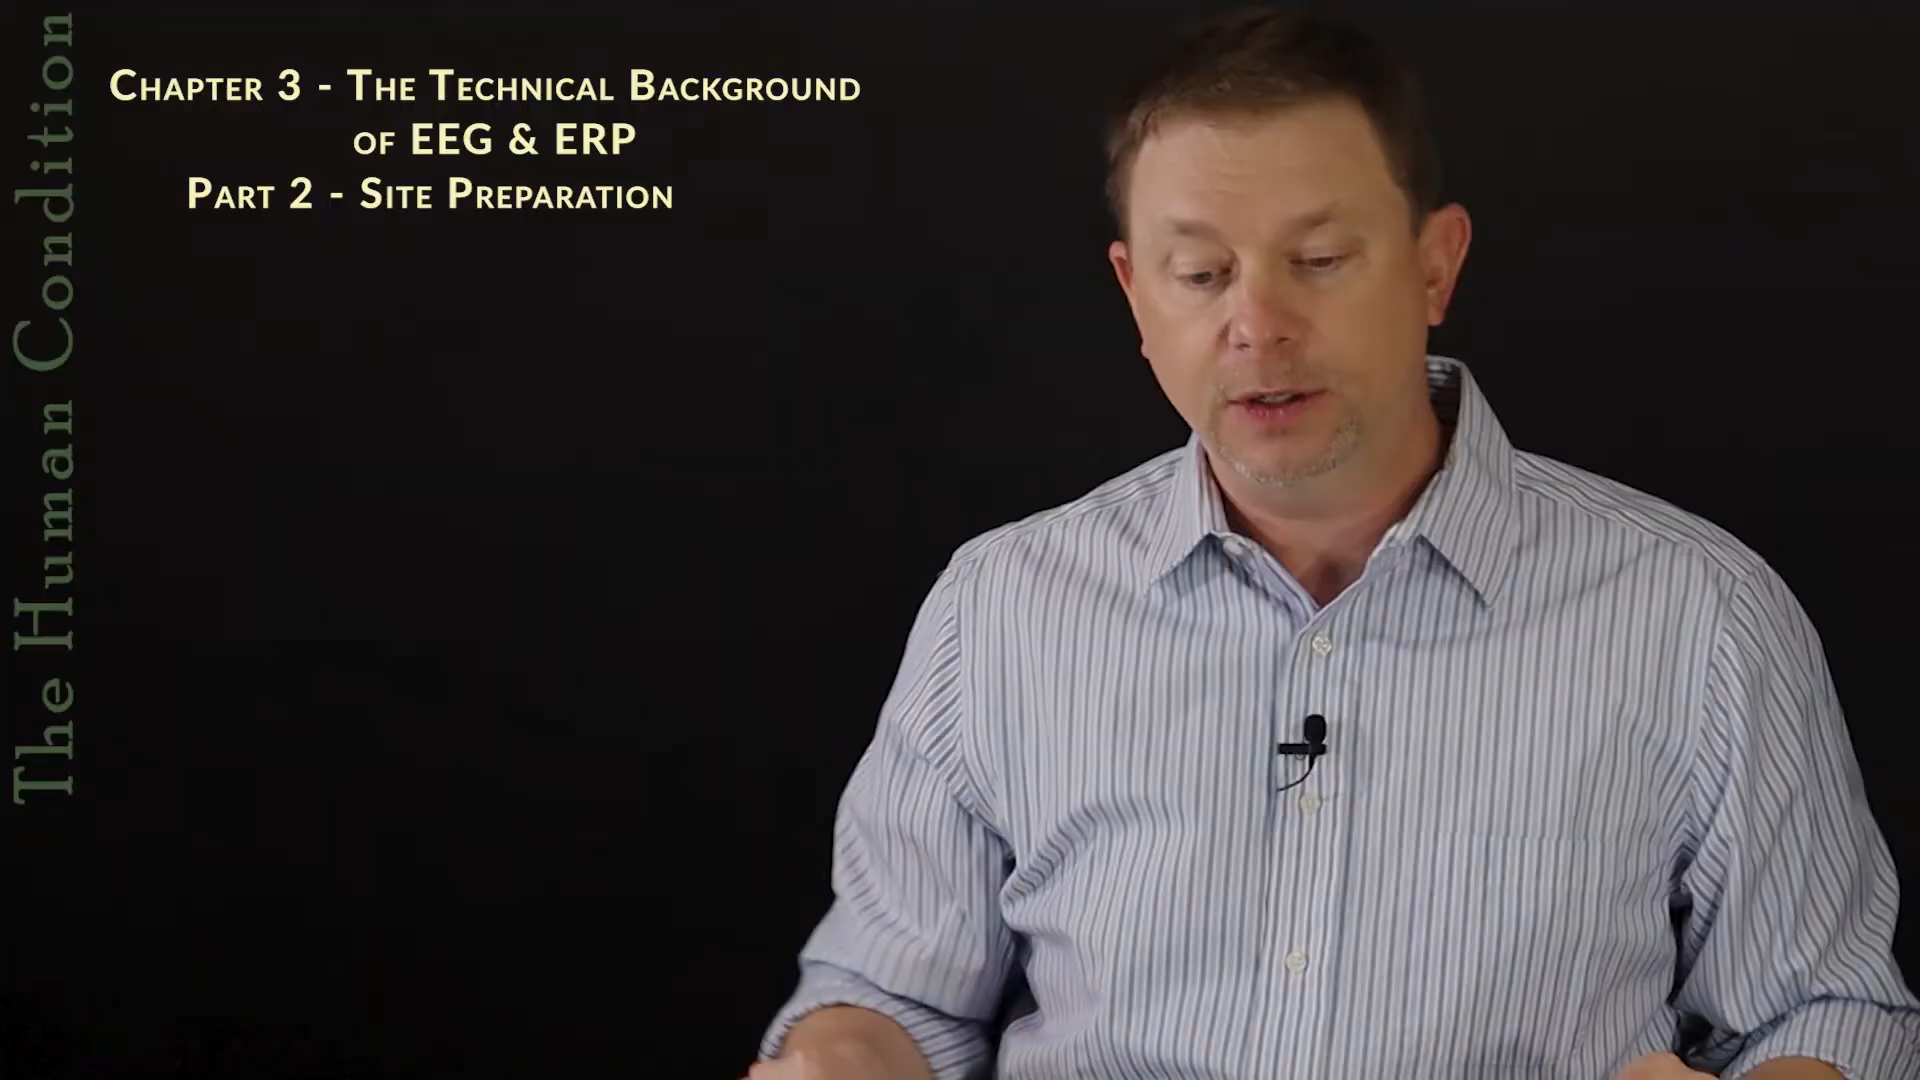 The Human Condition
Chapter 3 - The Technical Background
of EEG & ERP
Part 2 - Site Preparation